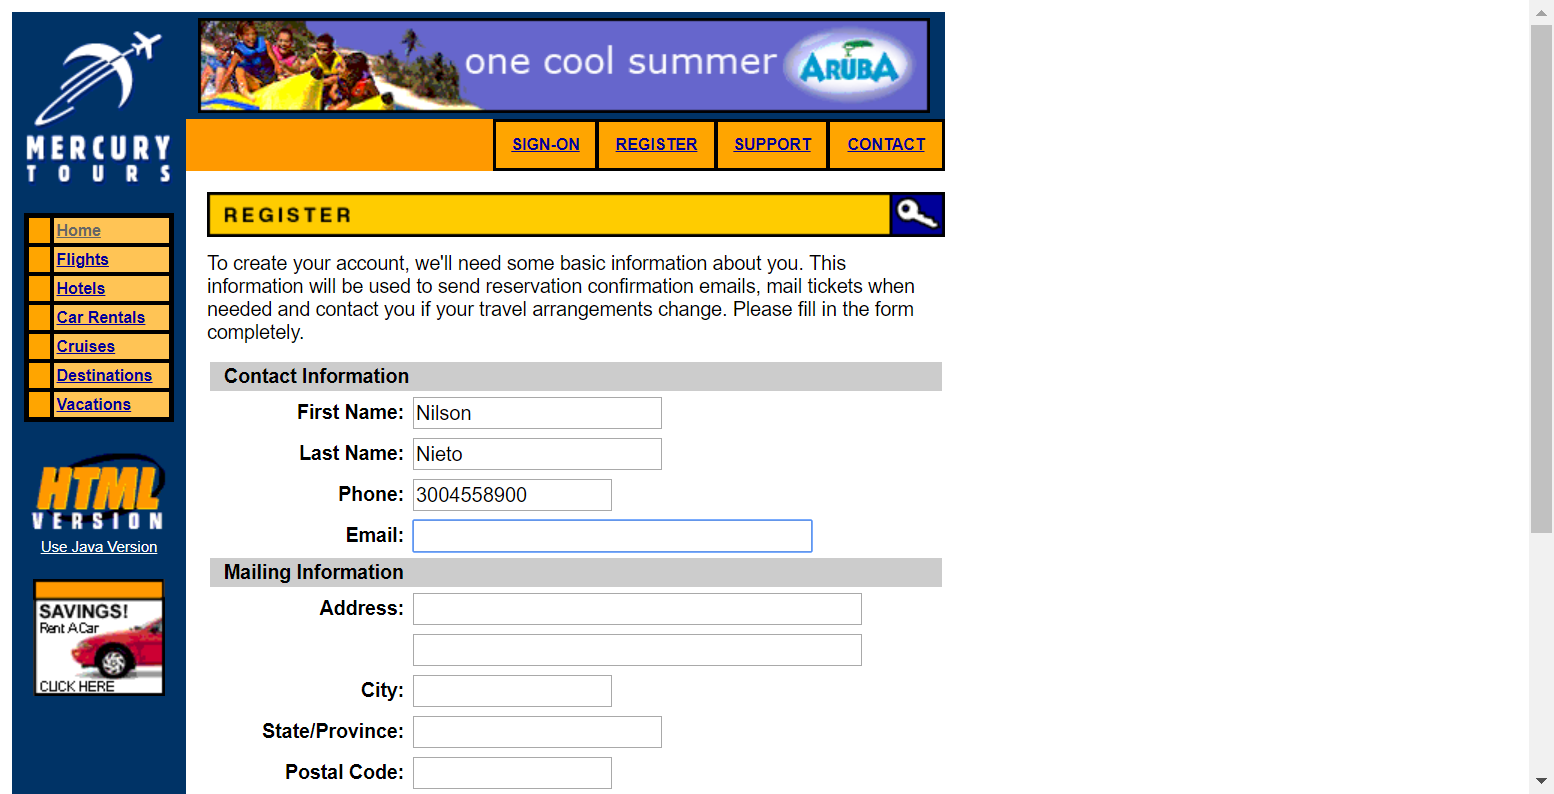 one cool summer ARUBA
MERCURY
TOURS
SIGN-ON REGISTER SUPPORT CONTACT
REGISTER
Home
Flights
Hotels
Car Rentals
Cruises
Destinations
Vacations
HTML
VERSION
Use Java Version
SAVINGS!
Rent A Car
CLICK HERE
To create your account, we'll need some basic information about you. This
information will be used to send reservation confirmation emails, mail tickets when
needed and contact you if your travel arrangements change. Please fill in the form
completely.
Contact Information
First Name: Nilson
Last Name: Nieto
Phone: 3004558900
Email:
Mailing Information
Address:
City:
State/Province:
Postal Code: